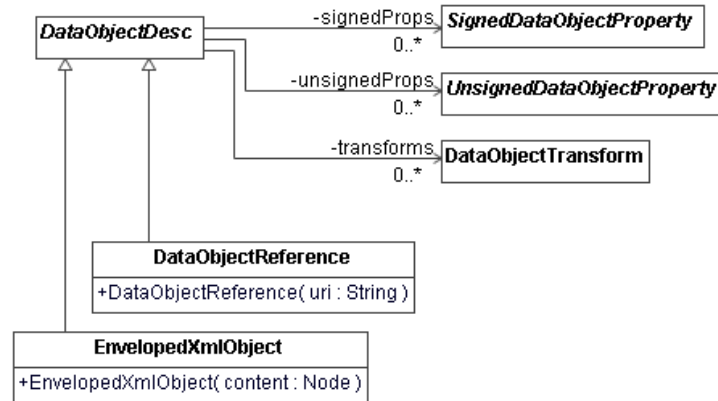 DataObjectDesc
-signedProps
0..*
SignedDataObjectProperty
-unsignedProps
0..*
UnsignedDataObjectProperty
-transforms
0..*
DataObjectTransform
DataObjectReference
+DataObjectReference( uri : String )
EnvelopedXmlObject
+EnvelopedXmlObject( content : Node )